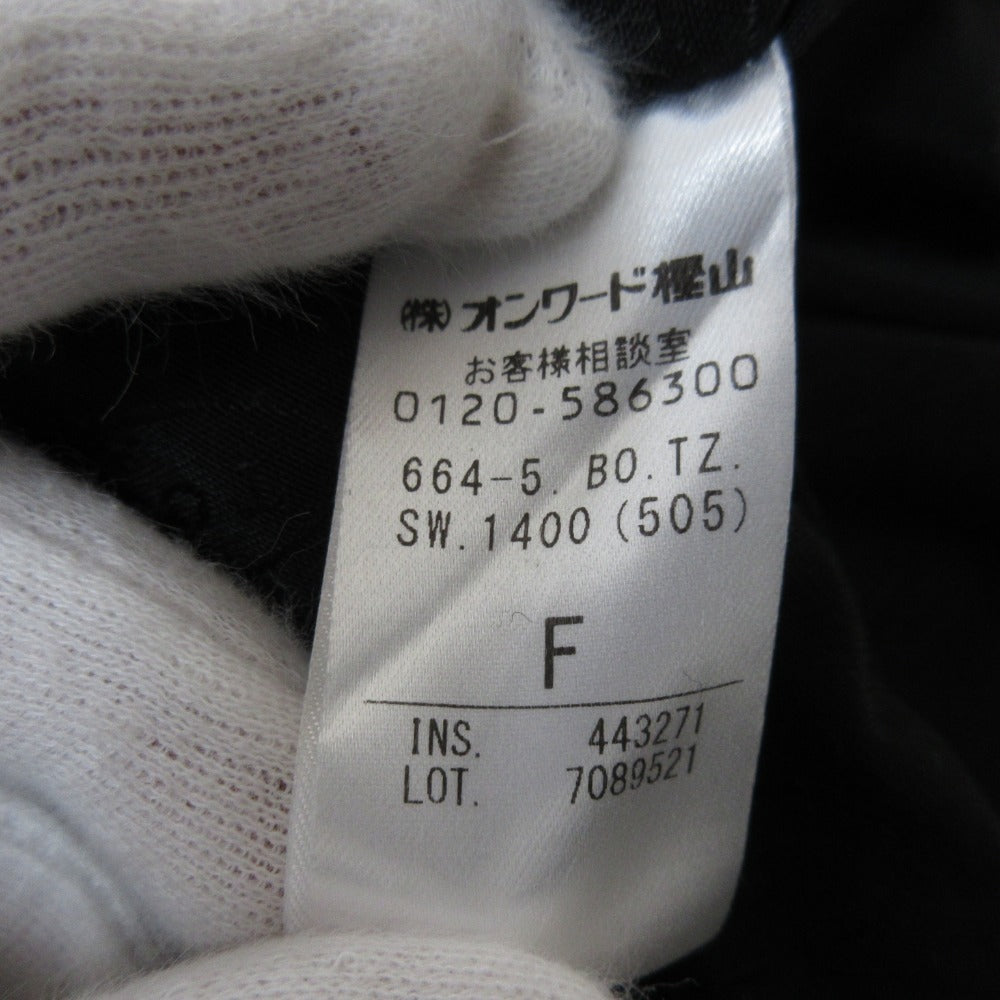 (株)オンワード樫山
お客様相談室
0120-586300
664-5. BO.TZ.
SW.1400(505)
F
INS. 443271
LOT. 7089521